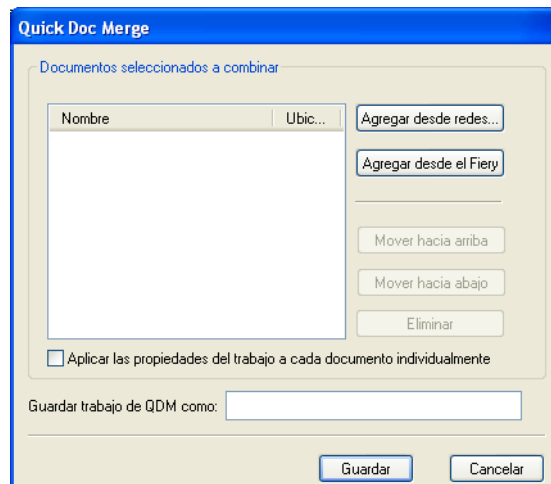 Quick Doc Merge
Documentos seleccionados a combinar
Nombre Ubic...
Agregar desde redes...
Agregar desde el Fiery
Mover hacia arriba
Mover hacia abajo
Eliminar
Aplicar las propiedades del trabajo a cada documento individualmente
Guardar trabajo de QDM como:
Guardar Cancelar